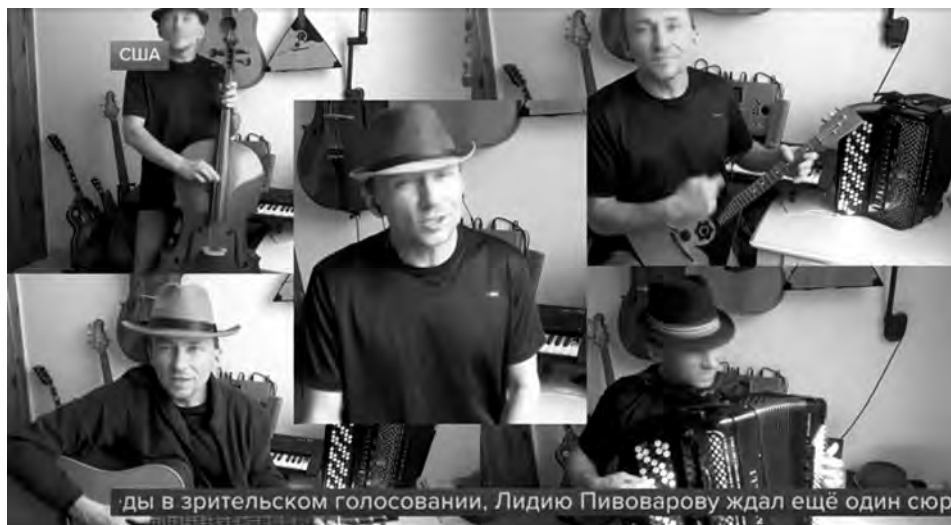 США
ды в зрительском голосовании, Лидию Пивоварову ждал ещё один сюр